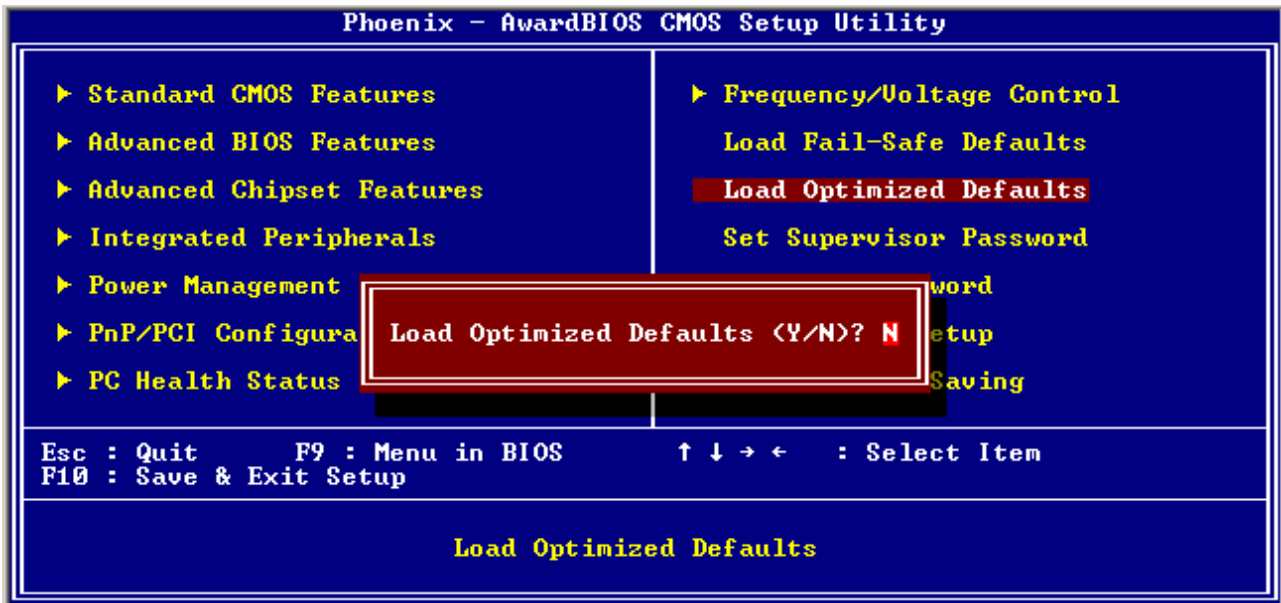 Phoenix - AwardBIOS CMOS Setup Utility
Standard CMOS Features
Advanced BIOS Features
Advanced Chipset Features
Integrated Peripherals
Power Management
PnP/PCI Configura
PC Health Status
Frequency/Voltage Control
Load Fail-Safe Defaults
Load Optimized Defaults
Set Supervisor Password
word
etup
Saving
Load Optimized Defaults (Y/N)? N
Esc : Quit F9 : Menu in BIOS ↑ ↓ → ← : Select Item
F10 : Save & Exit Setup
Load Optimized Defaults